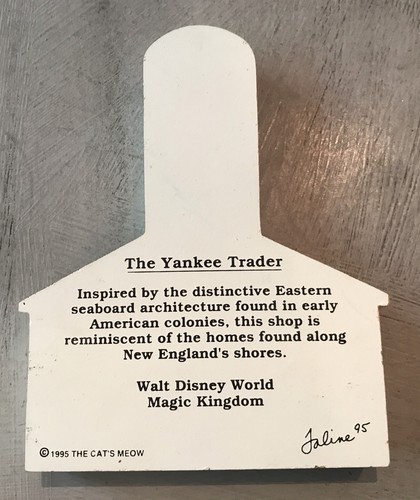 The Yankee Trader
Inspired by the distinctive Eastern
seaboard architecture found in early
American colonies, this shop is
reminiscent of the homes found along
New England's shores.
Walt Disney World
Magic Kingdom
Faline 95
© 1995 THE CAT'S MEOW